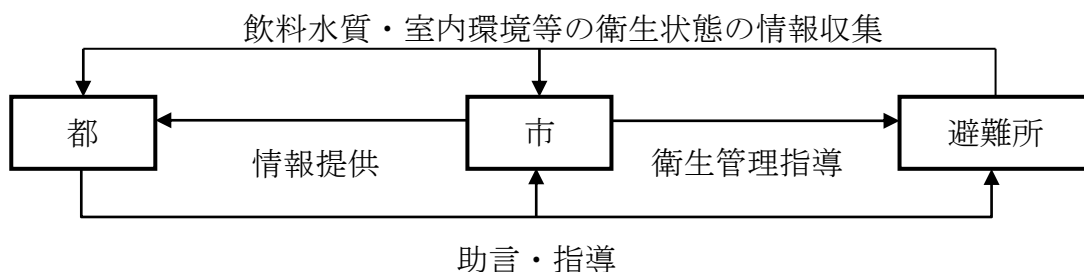 飲料水質・室内環境等の衛生状態の情報収集
都
市
避難所
情報提供
衛生管理指導
助言・指導